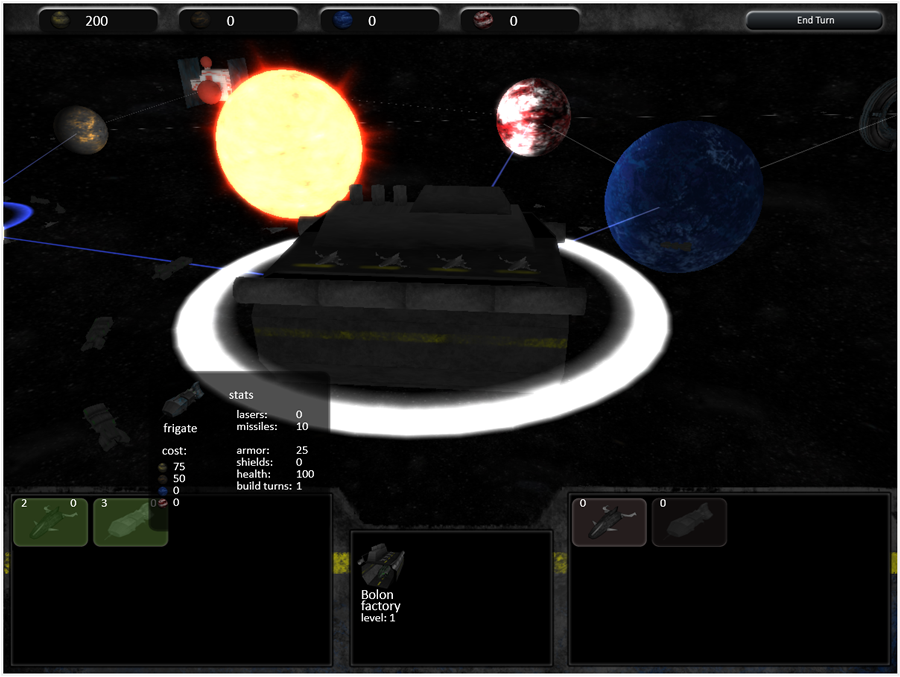 200
0
0
0
End Turn
stats
lasers: 0
missiles: 10
frigate
armor: 25
cost:
shields: 0
75
health: 100
50
build turns: 1
0
0
2 0
3 0
0
0
Bolon
factory
level: 1